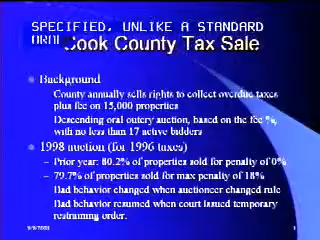 SPECIFIED. UNLIKE A STANDARD
ORAL
Cook County Tax Sale
Background
County annually sells rights to collect overdue taxes
plus fee on 15,000 properties
Descending oral outcry auction, based on the fee %,
with no less than 17 active bidders
1998 auction (for 1996 taxes)
– Prior year: 80.2% of properties sold for penalty of 0%
– 79.7% of properties sold for max penalty of 18%
Bad behavior changed when auctioneer changed rule
Bad behavior resumed when court issued temporary
restraining order.